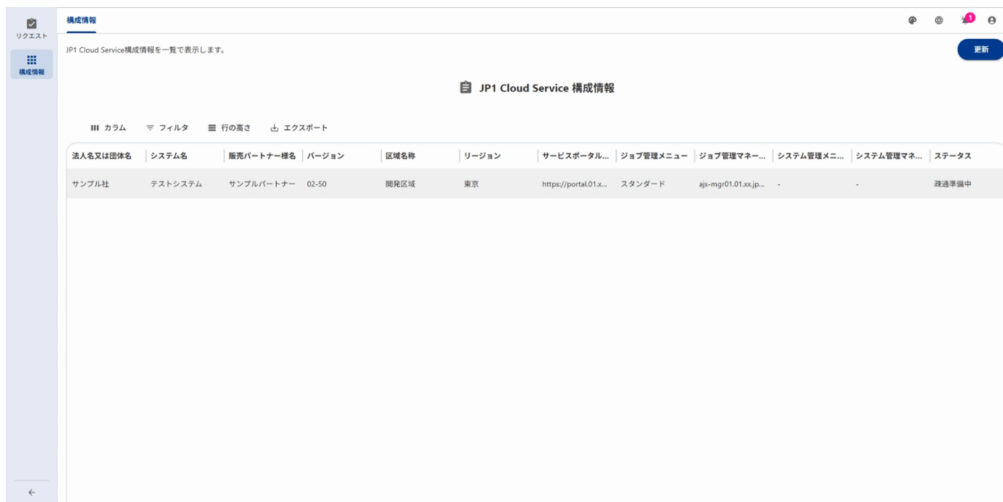 構成情報
1
リクエスト
構成情報
JP1 Cloud Service構成情報を一覧で表示します。
更新
JP1 Cloud Service 構成情報
カラム フィルタ 行の高さ エクスポート
法人名又は団体名 システム名 販売パートナー様名 バージョン 区域名称 リージョン サービスポータル... ジョブ管理メニュー ジョブ管理マネー... システム管理メニ... システム管理マネ... ステータス
サンプル社 テストシステム サンプルパートナー 02-50 開発区域 東京 https://portal.01.x... スタンダード ajs-mgr01.01.xx.jp... - - 疎通準備中